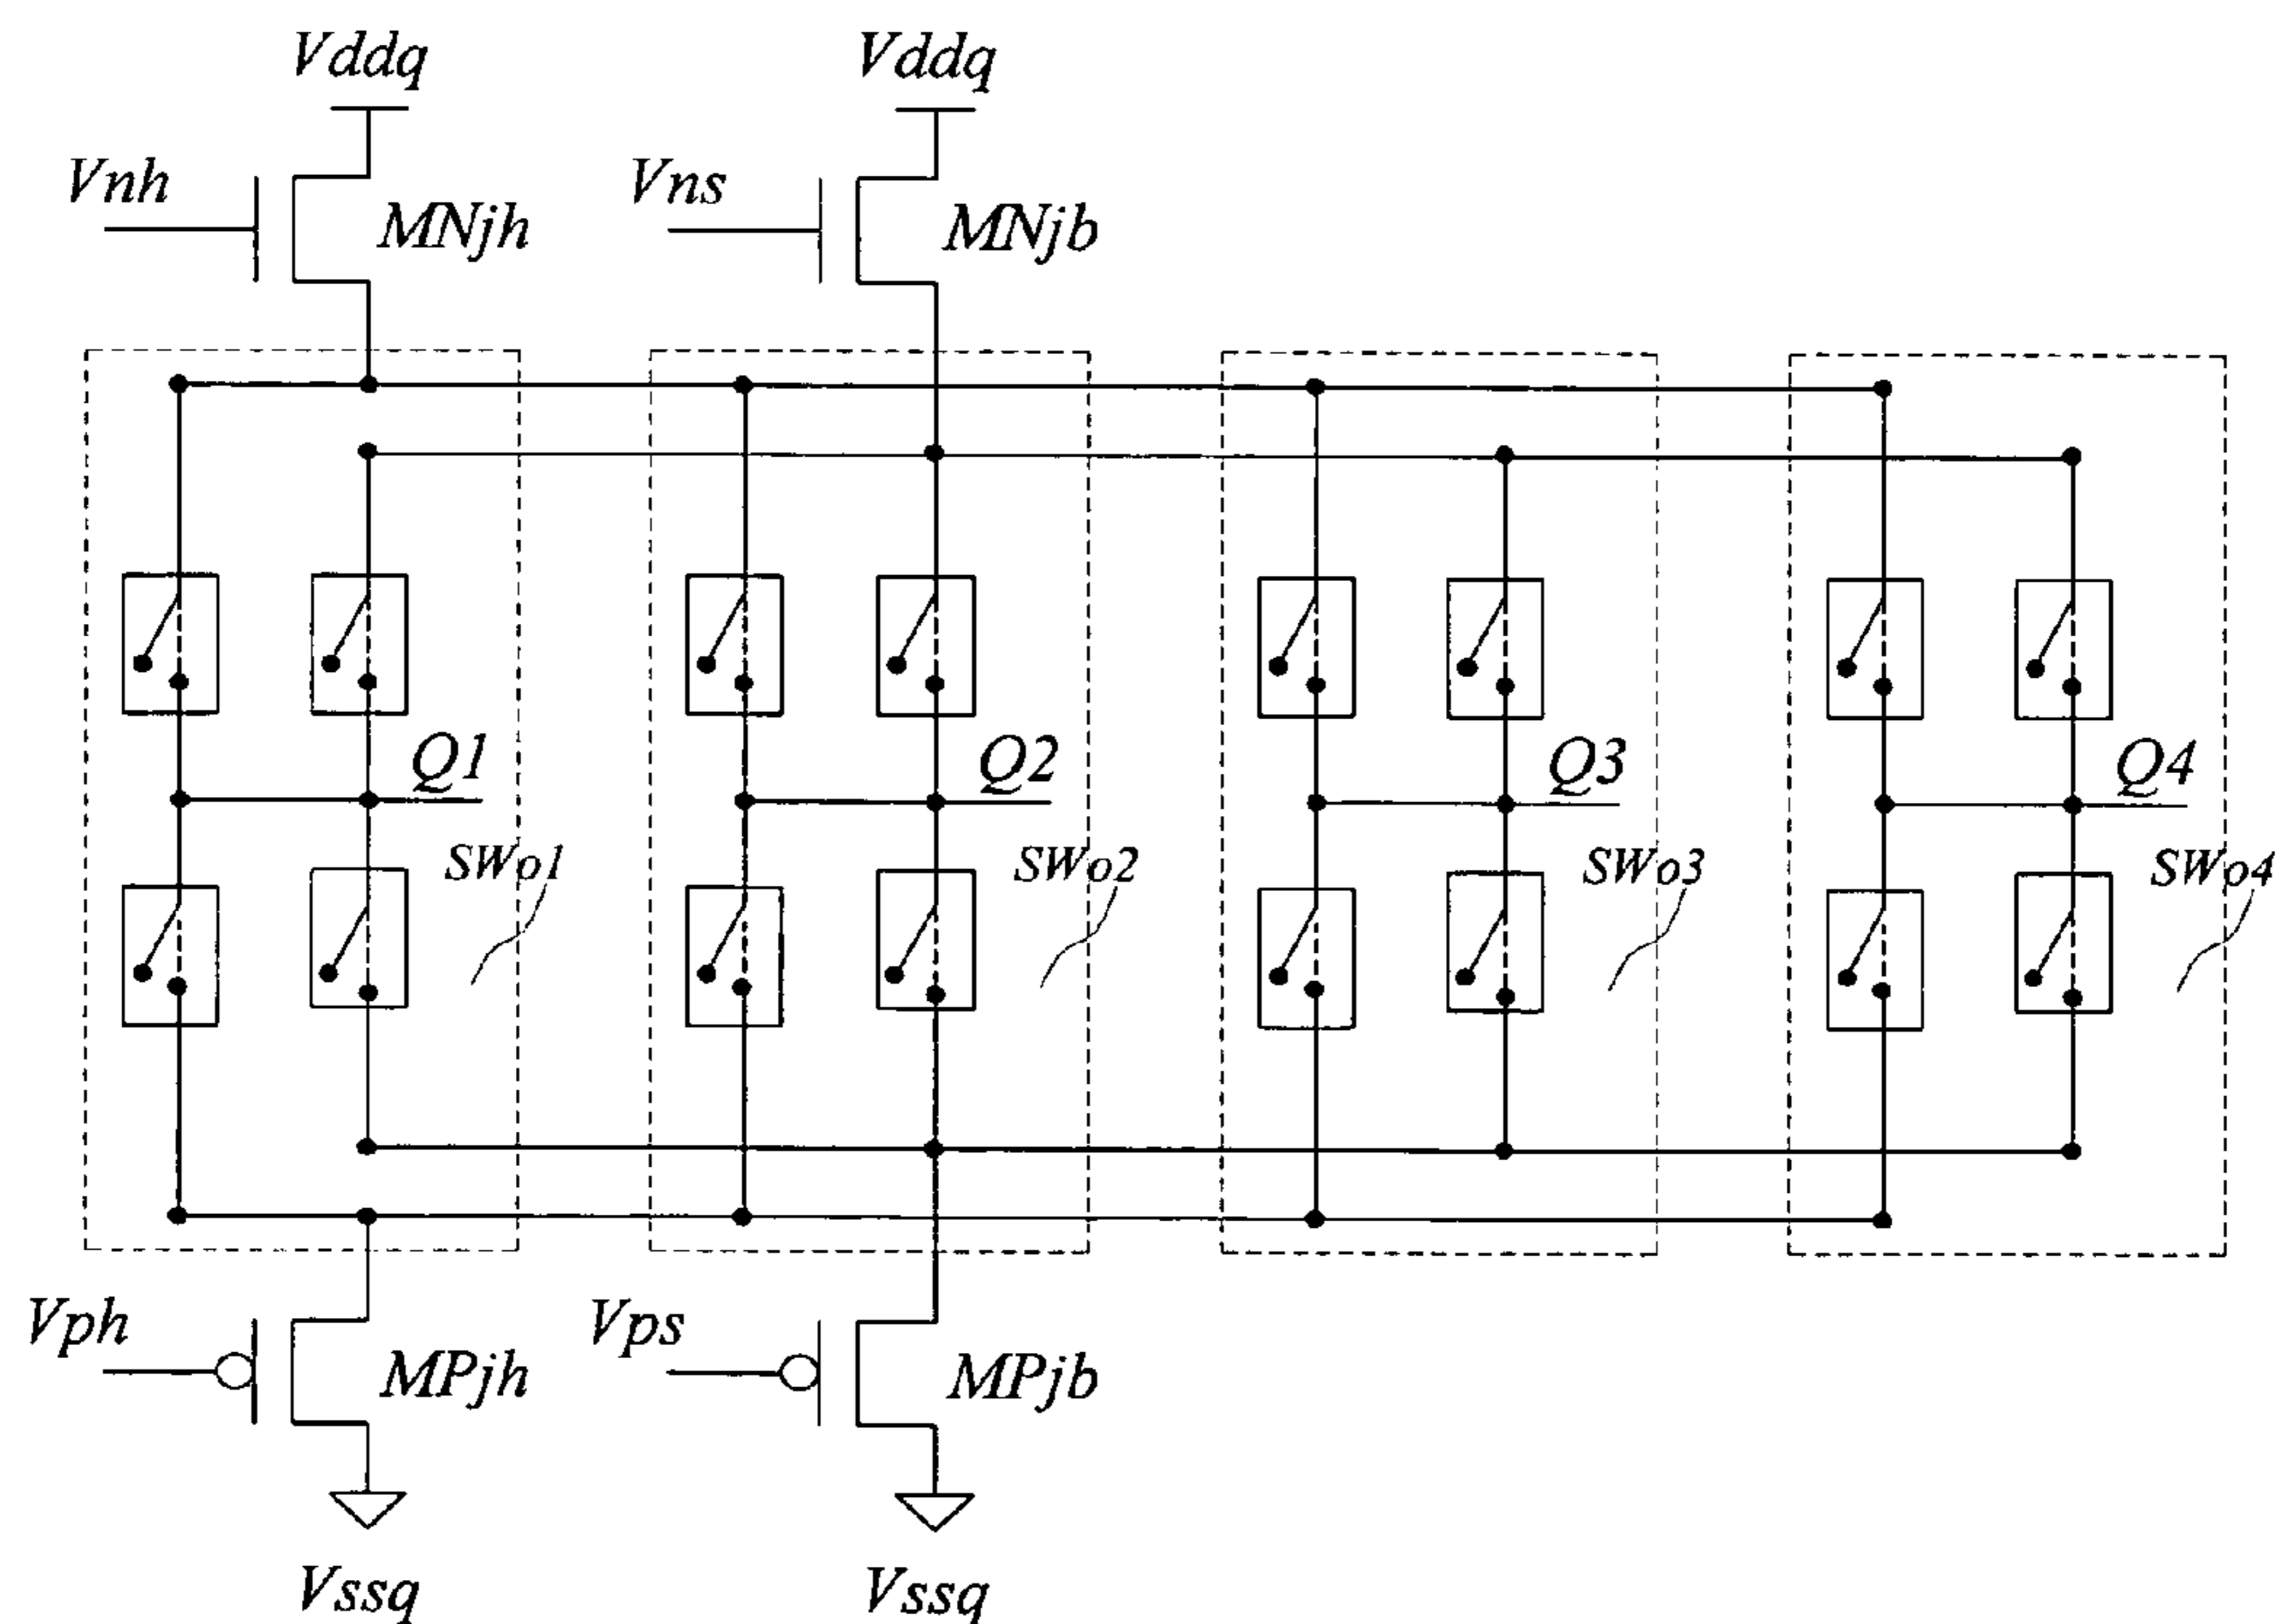 Vddq Vddq
Vnh Vns
MNjh MNjb
Q1 Q2 Q3 Q4
SWo1 SWo2 SWo3 SWo4
Vph Vps
MPjh MPjb
Vssq Vssq